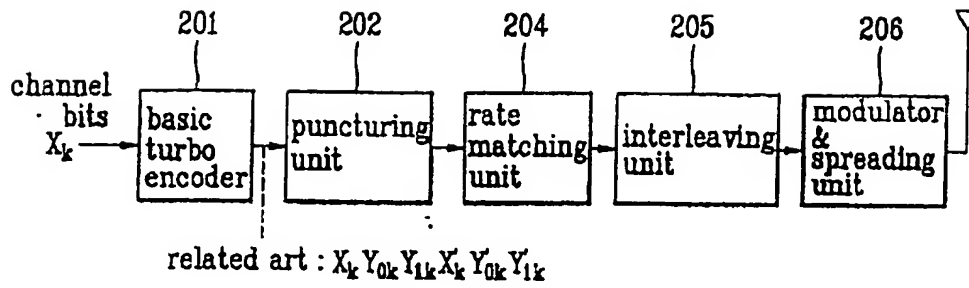 201 202 204 205 206
channel
bits
X_k
basic
turbo
encoder
puncturing
unit
rate
matching
unit
interleaving
unit
modulator
&
spreading
unit
related art : X_k Y_0k Y_1k X'_k Y'_0k Y'_1k